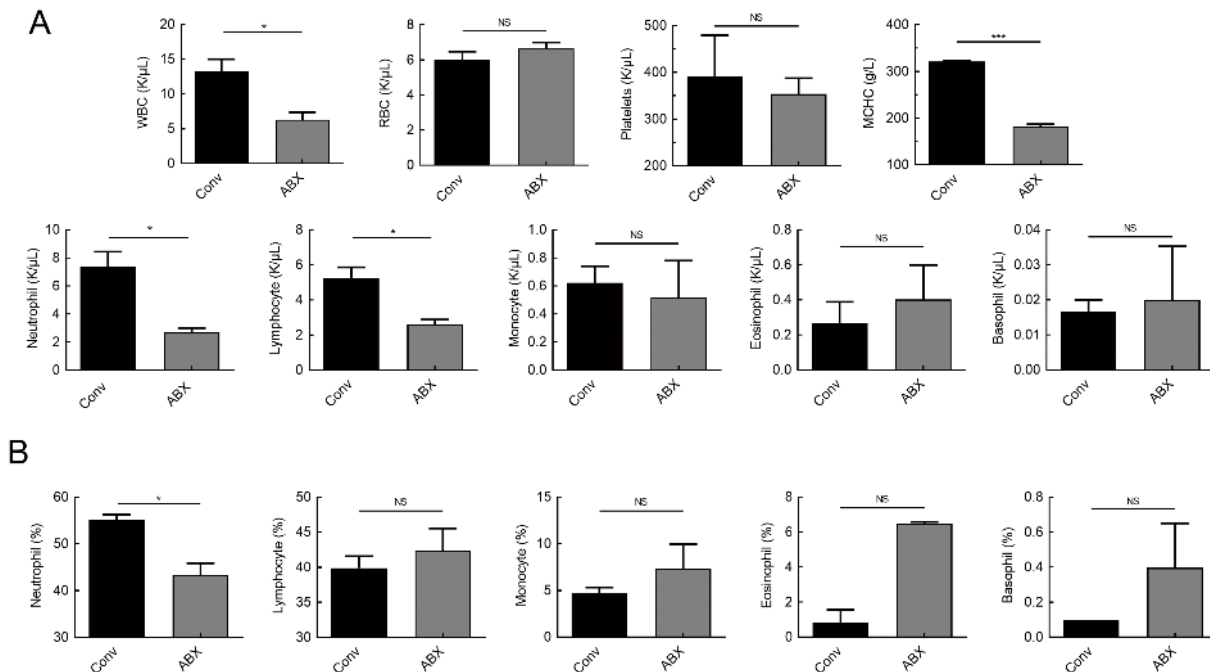 A
WBC (K/µL)
15
10
5
0
*
Conv
ABX
RBC (K/µL)
8
6
4
2
0
NS
Conv
ABX
Platelets (K/µL)
500
400
300
200
NS
Conv
ABX
MCHC (g/L)
400
300
200
100
***
Conv
ABX
Neutrophil (K/µL)
10
8
6
4
2
0
*
Conv
ABX
Lymphocyte (K/µL)
8
6
4
2
0
*
Conv
ABX
Monocyte (K/µL)
1.0
0.8
0.6
0.4
0.2
0.0
NS
Conv
ABX
Eosinophil (K/µL)
0.8
0.6
0.4
0.2
0.0
NS
Conv
ABX
Basophil (K/µL)
0.04
0.03
0.02
0.01
0.00
NS
Conv
ABX
B
Neutrophil (%)
60
50
40
30
*
Conv
ABX
Lymphocyte (%)
50
45
40
35
30
NS
Conv
ABX
Monocyte (%)
15
10
5
0
NS
Conv
ABX
Eosinophil (%)
8
6
4
2
0
NS
Conv
ABX
Basophil (%)
0.8
0.6
0.4
0.2
0.0
NS
Conv
ABX